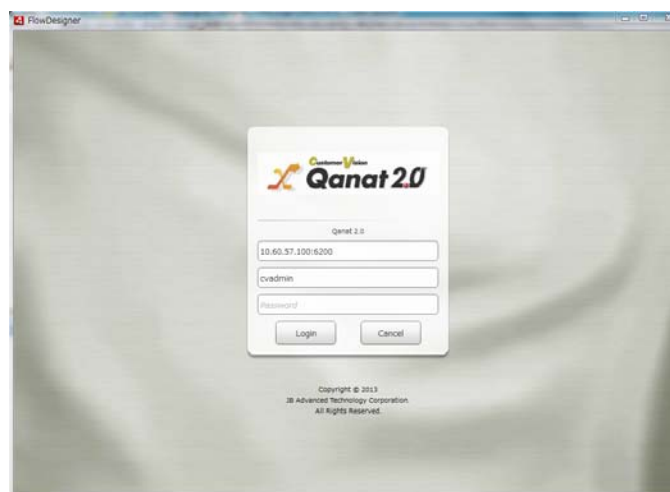 FlowDesigner
Customer Vision
Qanat 2.0
Qanat 2.0
10.60.57.100:6200
cvadmin
Password
Login Cancel
Copyright © 2013
JB Advanced Technology Corporation.
All Rights Reserved.